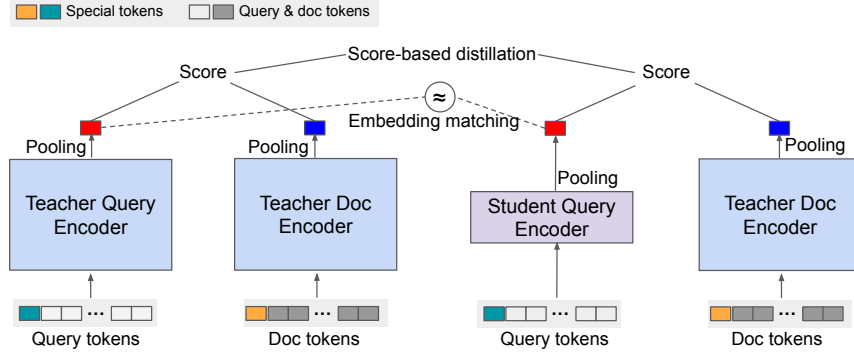 Special tokens
Query & doc tokens
Score-based distillation
Score
Score
≈
Embedding matching
Pooling
Pooling
Pooling
Pooling
Teacher Query
Encoder
Teacher Doc
Encoder
Student Query
Encoder
Teacher Doc
Encoder
...
...
...
...
Query tokens
Doc tokens
Query tokens
Doc tokens